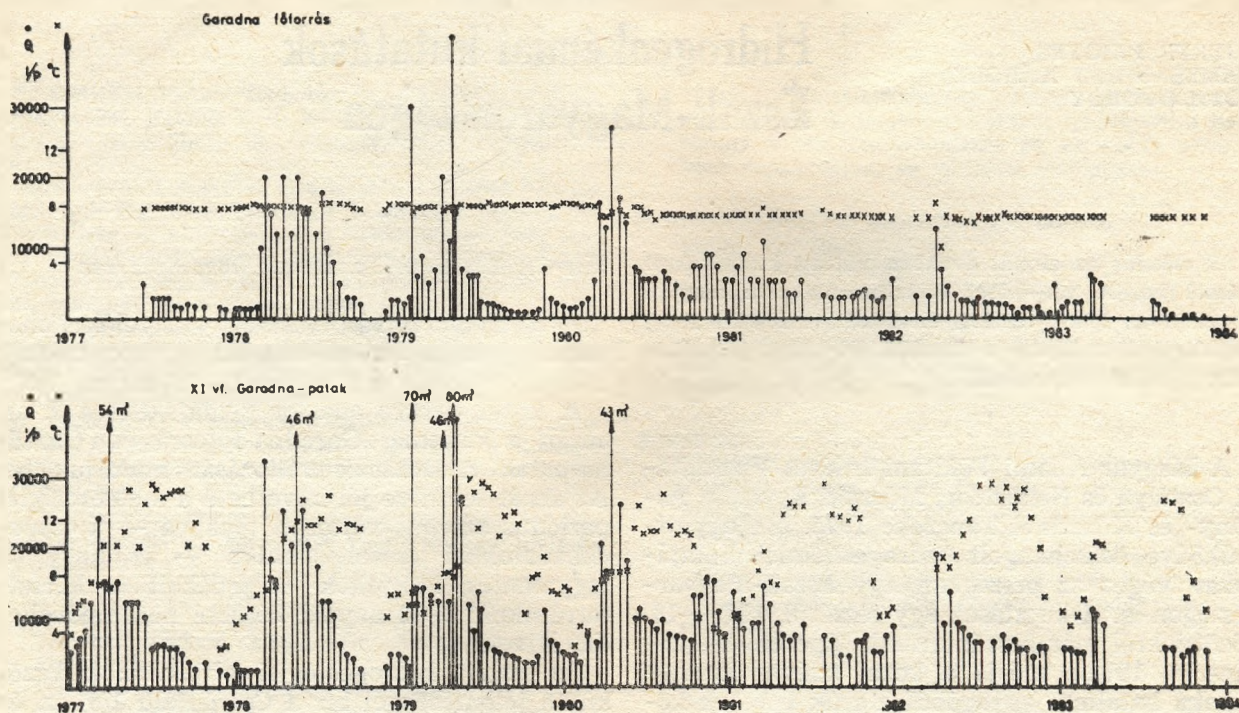 Garadna főforrás
Q
l/p °C
30000
12
20000
8
10000
4
1977 1978 1979 1980 1981 1982 1983 1984
XI vf. Garadna-patak
Q
l/p °C
54 m³ 46 m³ 70 m³ 80 m³ 46 m³ 43 m³
30000
12
20000
8
10000
4
1977 1978 1979 1980 1981 1982 1983 1984